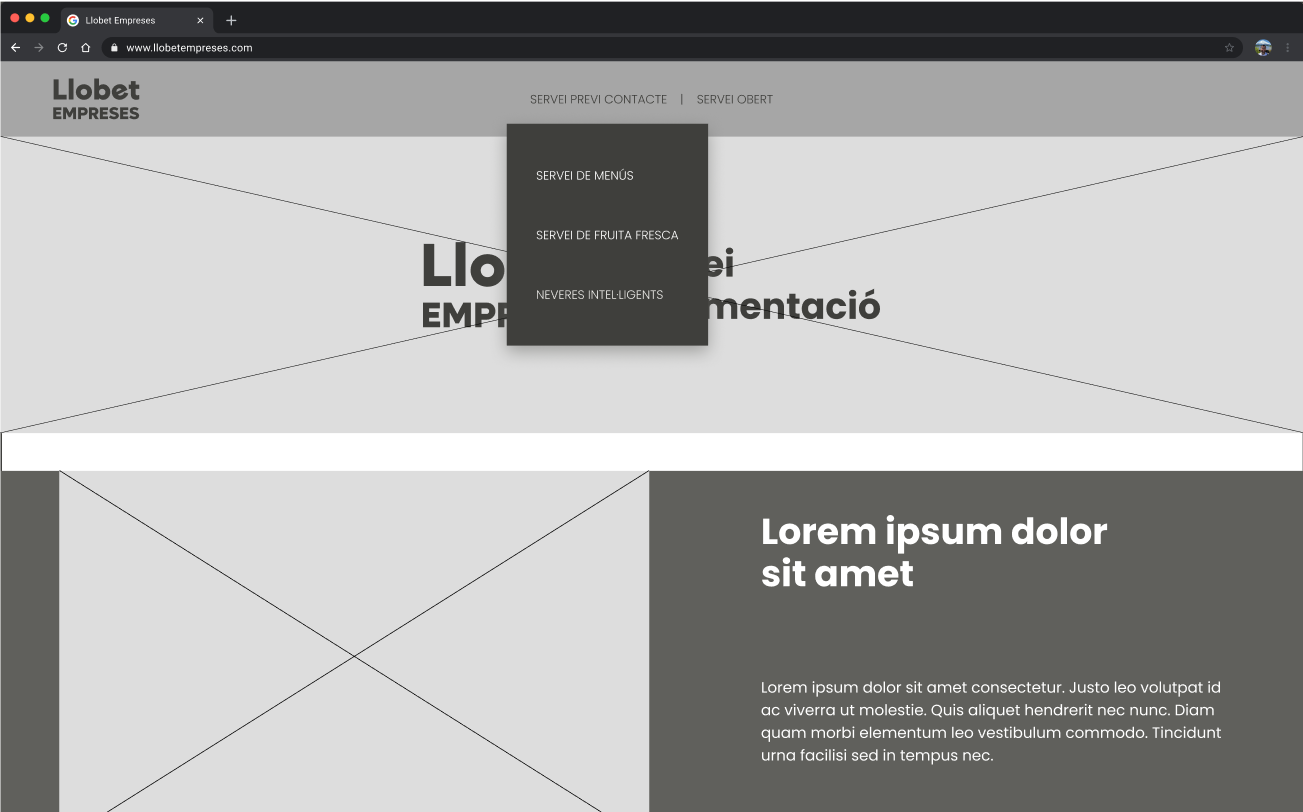 Llobet Empreses
www.llobetempreses.com
Llobet
EMPRESES
SERVEI PREVI CONTACTE | SERVEI OBERT
SERVEI DE MENÚS
SERVEI DE FRUITA FRESCA
NEVERES INTEL·LIGENTS
Llo
EMPR
ei
mentació
Lorem ipsum dolor
sit amet
Lorem ipsum dolor sit amet consectetur. Justo leo volutpat id
ac viverra ut molestie. Quis aliquet hendrerit nec nunc. Diam
quam morbi elementum leo vestibulum commodo. Tincidunt
urna facilisi sed in tempus nec.